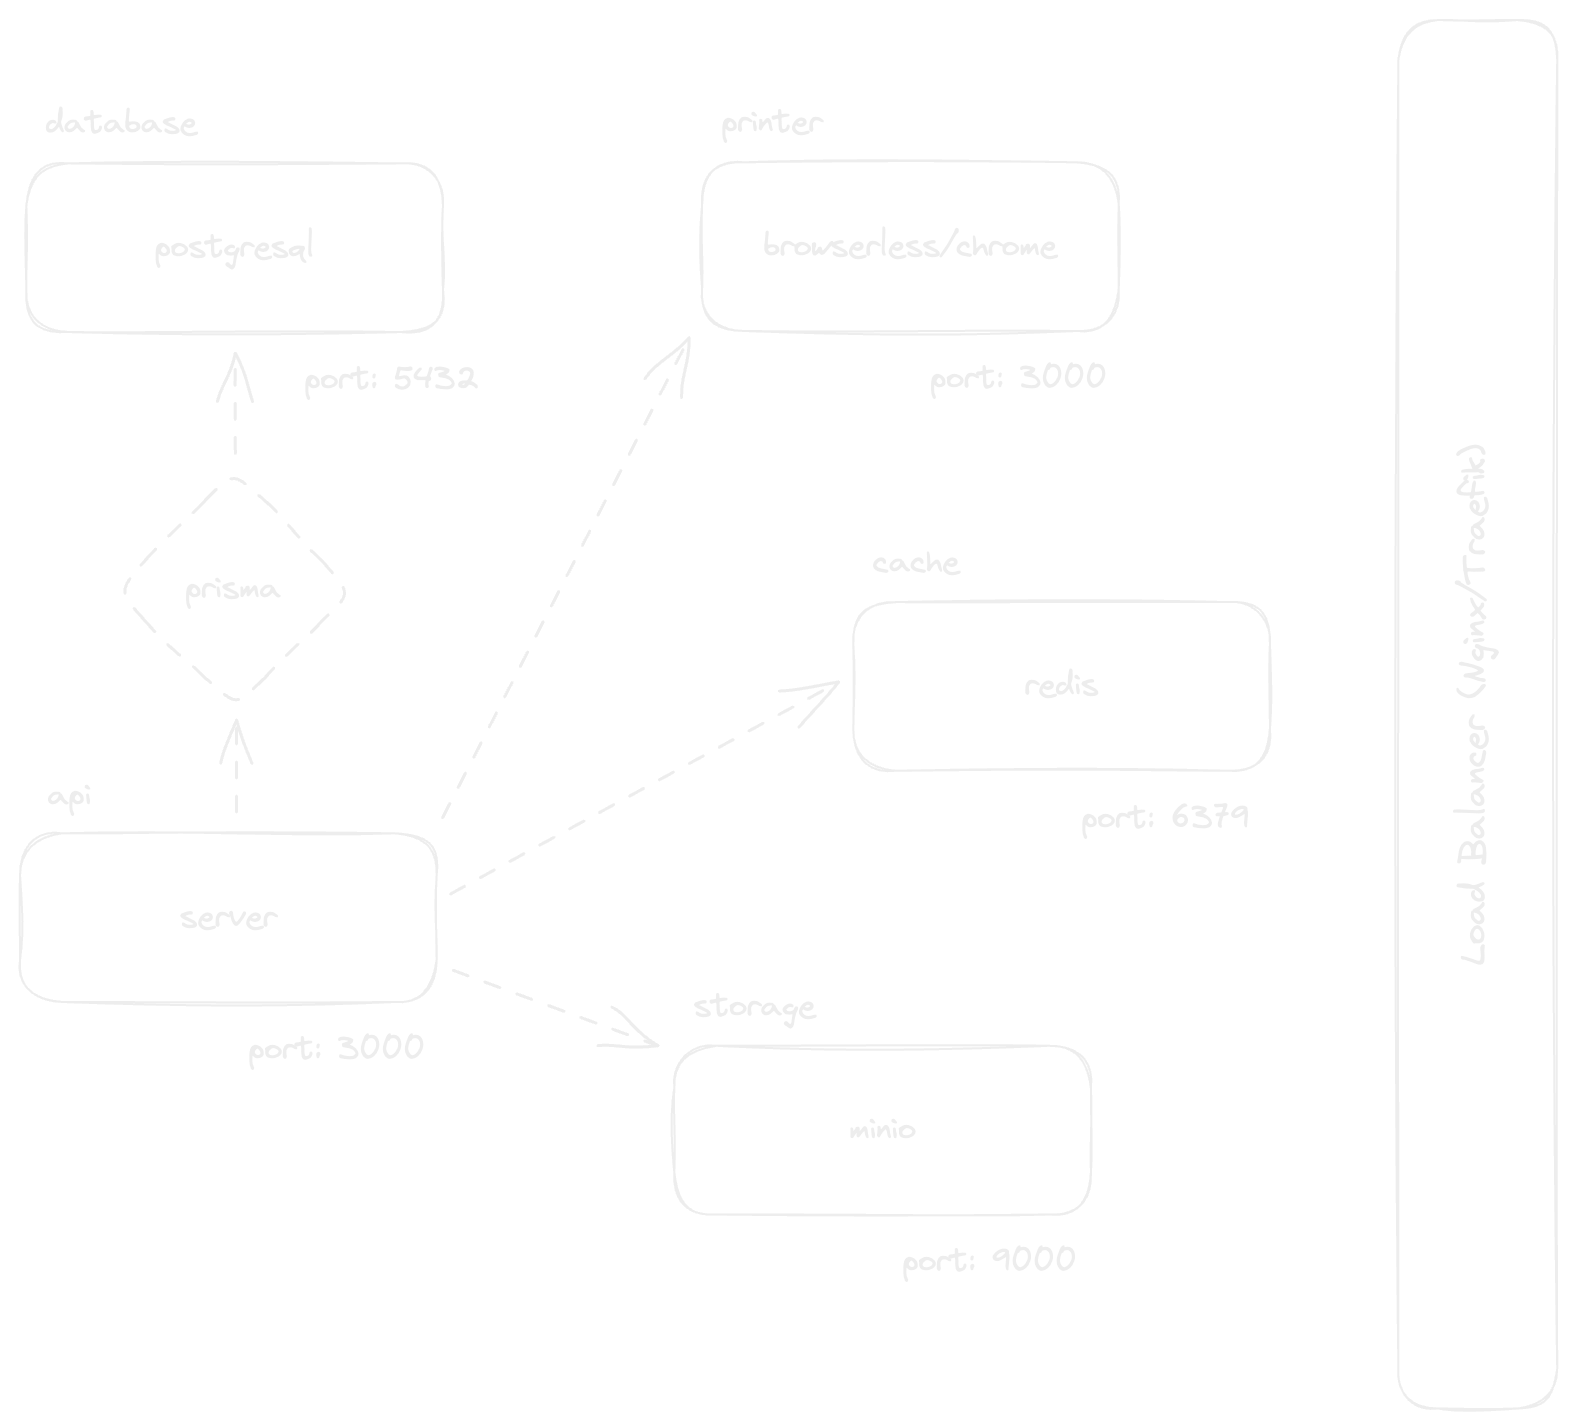 database
postgresql
port: 5432
prisma
api
server
port: 3000
printer
browserless/chrome
port: 3000
cache
redis
port: 6379
storage
minio
port: 9000
Load Balancer (Nginx/Traefik)